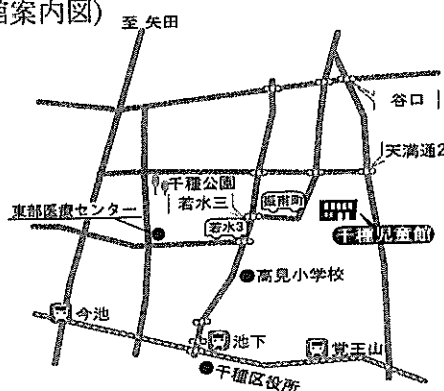 館案内図)
至 矢田
谷口
天満通2
千種公園
若水三
振甫町
東部医療センター
若水3
千種児童館
高見小学校
今池
池下
覚王山
千種区役所